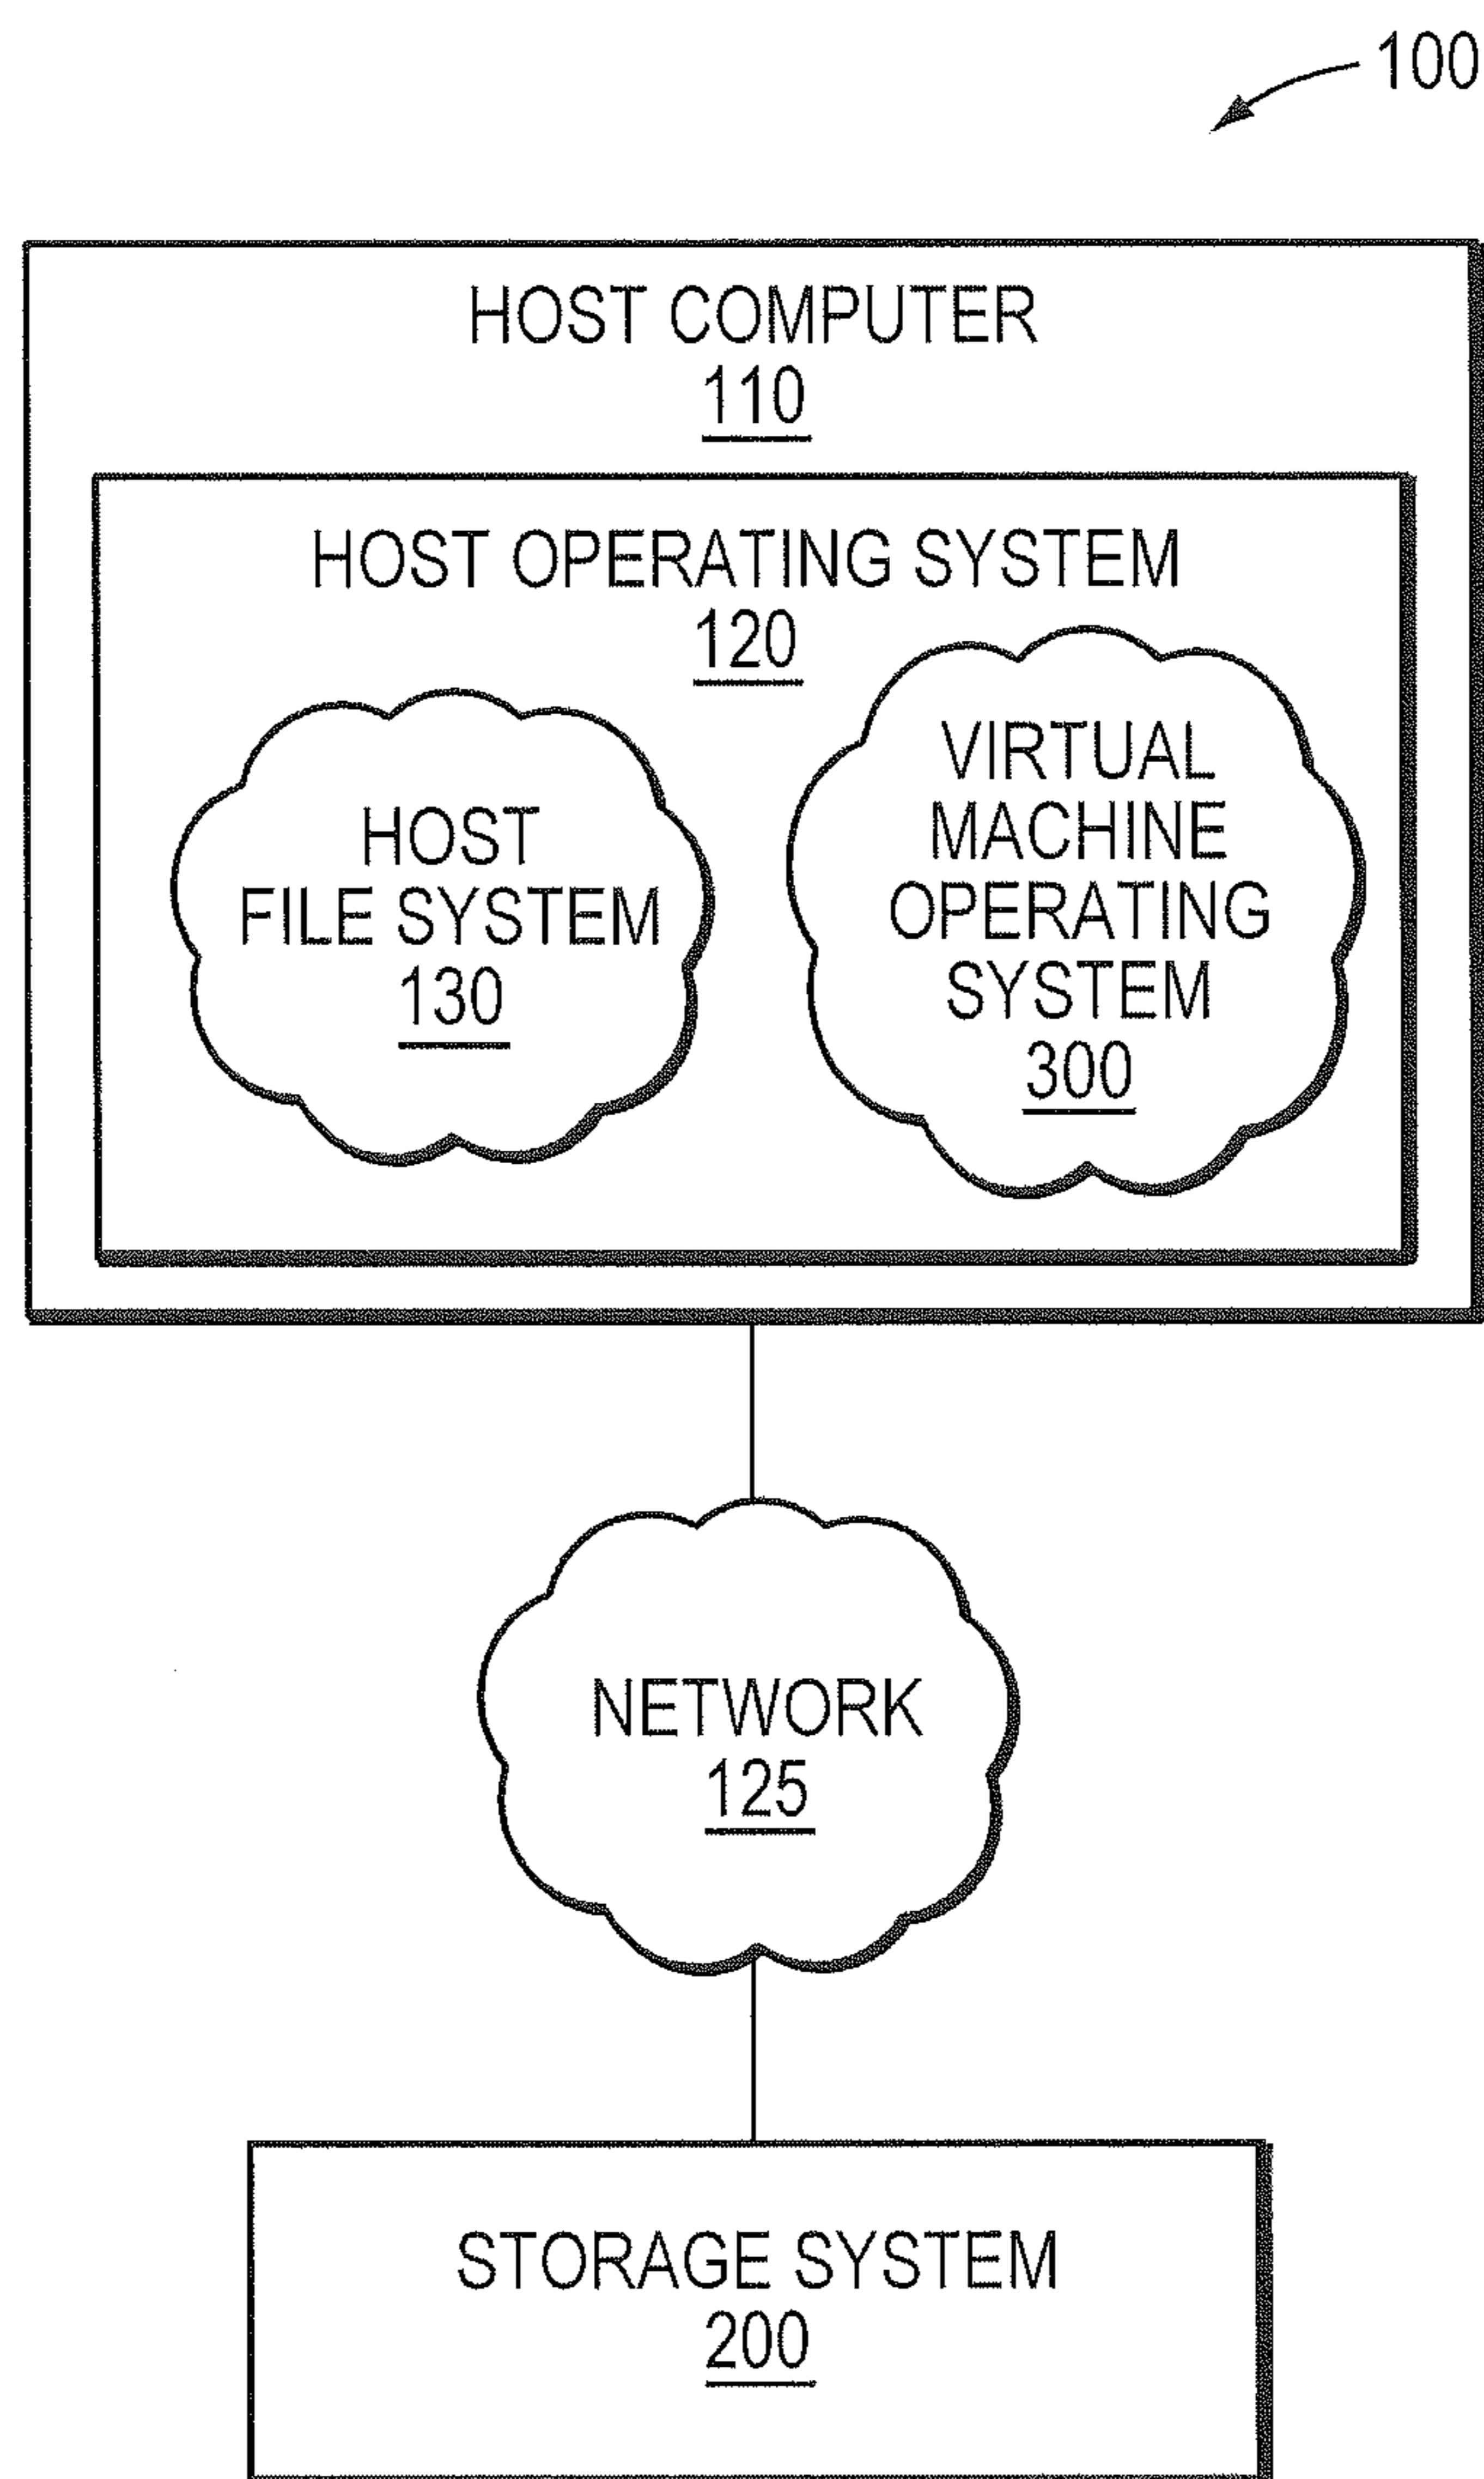 100
HOST COMPUTER
110
HOST OPERATING SYSTEM
120
HOST
FILE SYSTEM
130
VIRTUAL
MACHINE
OPERATING
SYSTEM
300
NETWORK
125
STORAGE SYSTEM
200